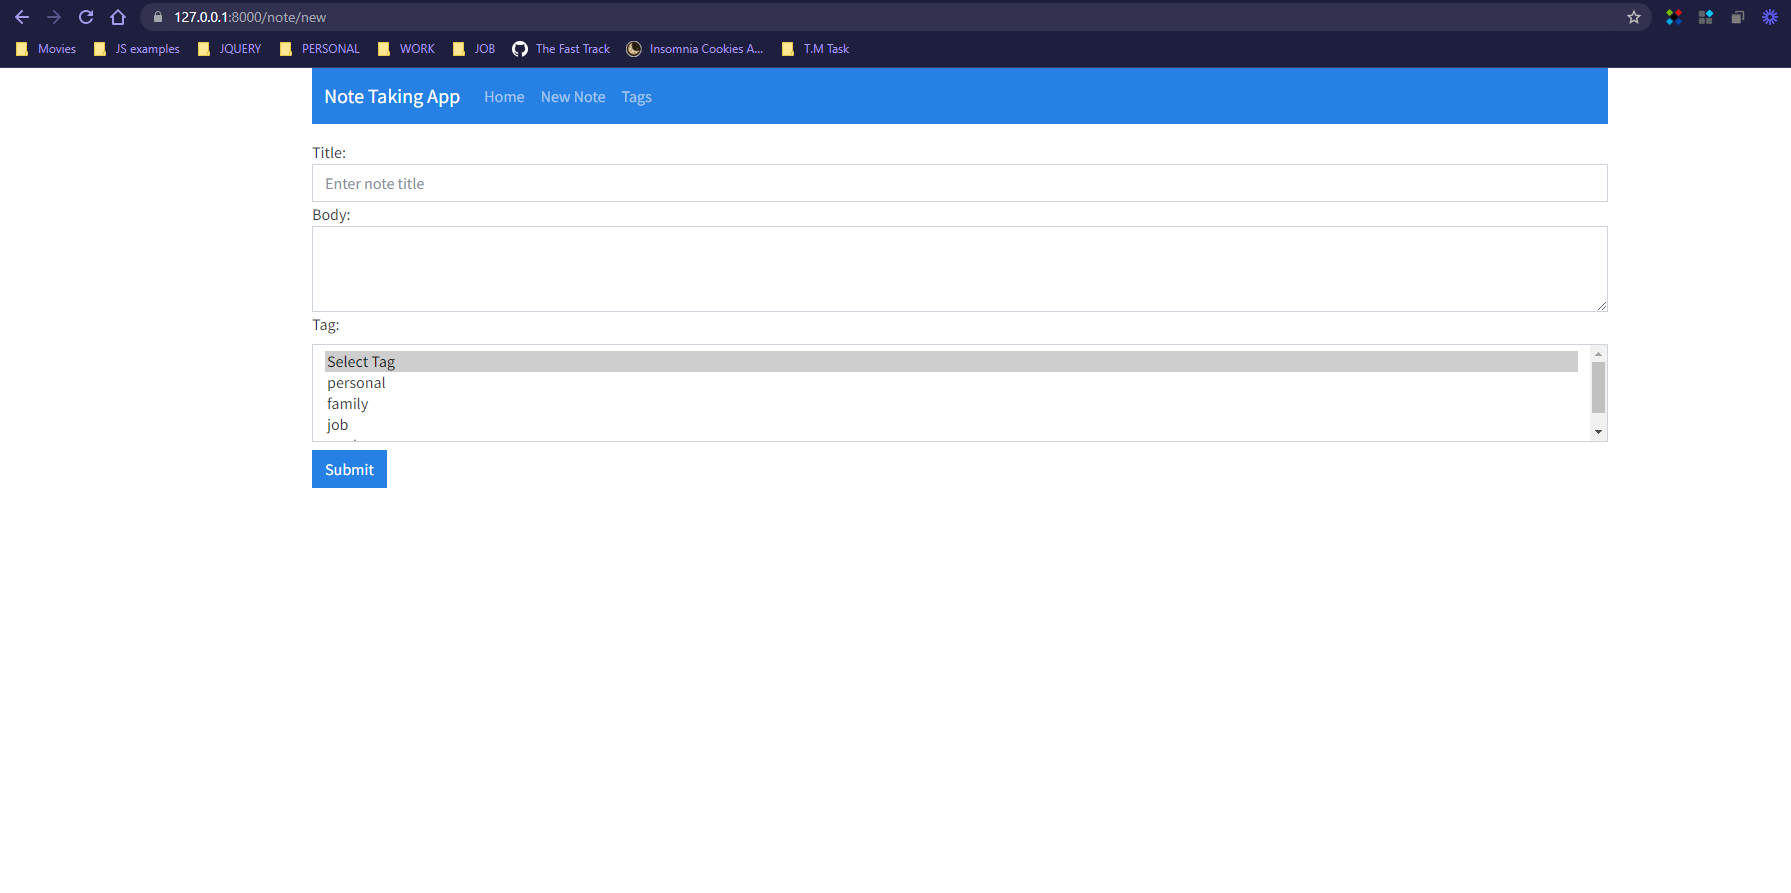 127.0.0.1:8000/note/new
Movies JS examples JQUERY PERSONAL WORK JOB The Fast Track Insomnia Cookies A... T.M Task
Note Taking App Home New Note Tags
Title:
Enter note title
Body:
Tag:
Select Tag
personal
family
job
Submit